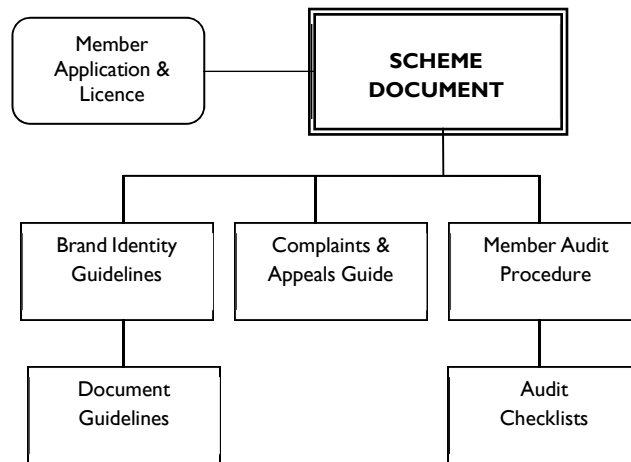 Member
Application &
Licence
SCHEME
DOCUMENT
Brand Identity
Guidelines
Complaints &
Appeals Guide
Member Audit
Procedure
Document
Guidelines
Audit
Checklists